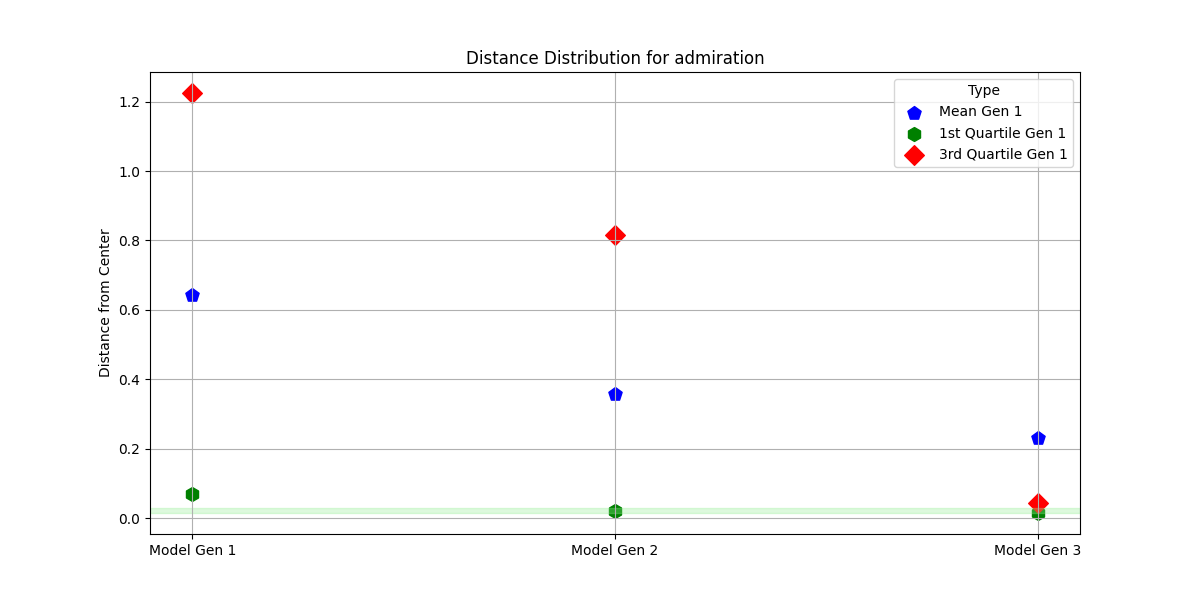 Distance Distribution for admiration
Type
Mean Gen 1
1st Quartile Gen 1
3rd Quartile Gen 1
Distance from Center
1.2
1.0
0.8
0.6
0.4
0.2
0.0
Model Gen 1
Model Gen 2
Model Gen 3